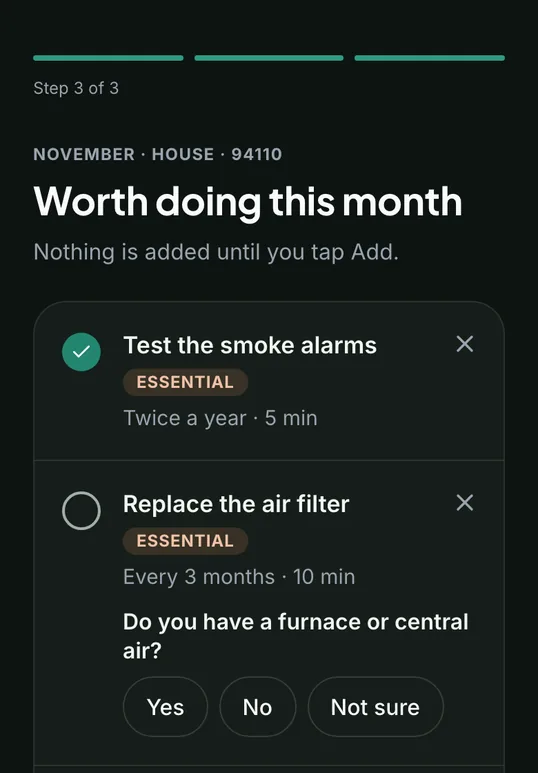 Step 3 of 3
NOVEMBER · HOUSE · 94110
Worth doing this month
Nothing is added until you tap Add.
Test the smoke alarms
ESSENTIAL
Twice a year · 5 min
Replace the air filter
ESSENTIAL
Every 3 months · 10 min
Do you have a furnace or central
air?
Yes No Not sure